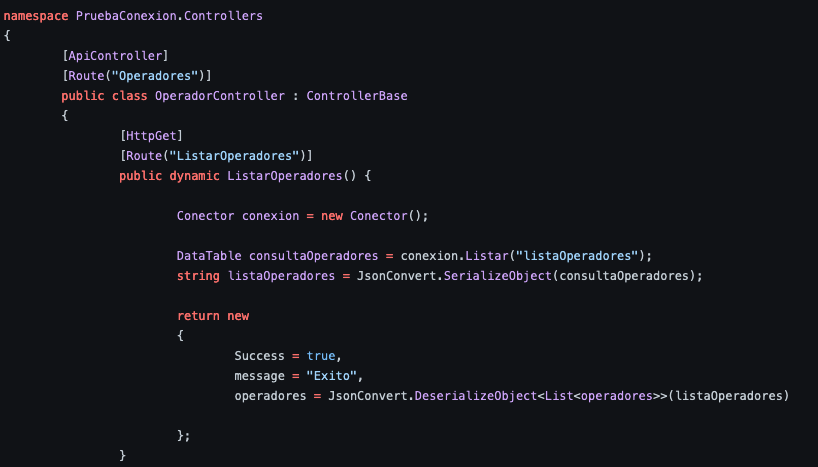 namespace PruebaConexion.Controllers
{
[ApiController]
[Route("Operadores")]
public class OperadorController : ControllerBase
{
[HttpGet]
[Route("ListarOperadores")]
public dynamic ListarOperadores() {
Conector conexion = new Conector();
DataTable consultaOperadores = conexion.Listar("listaOperadores");
string listaOperadores = JsonConvert.SerializeObject(consultaOperadores);
return new
{
Success = true,
message = "Exito",
operadores = JsonConvert.DeserializeObject<List<operadores>>(listaOperadores)
};
}